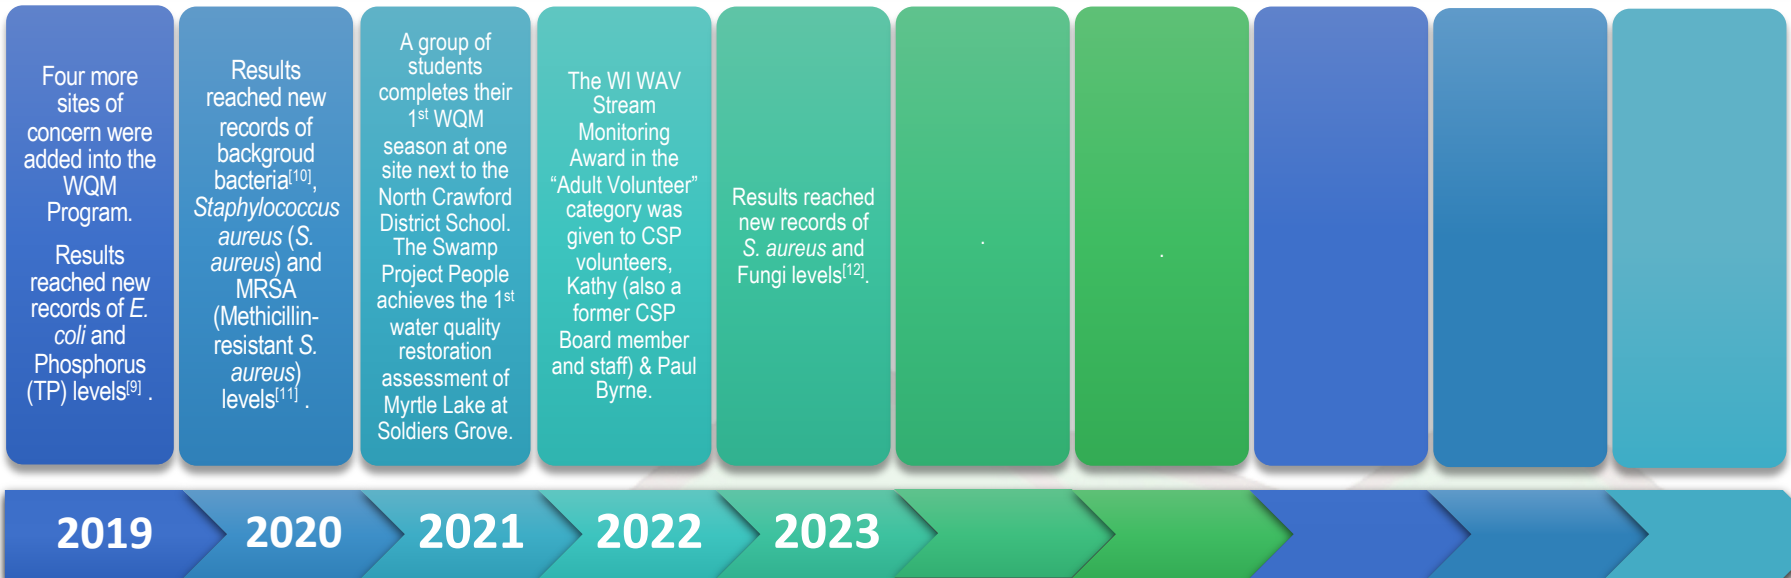 Four more
sites of
concern were
added into the
WQM
Program.
Results
reached new
records of E.
coli and
Phosphorus
(TP) levels[9] .
Results
reached new
records of
backgroud
bacteria[10],
Staphylococcus
aureus (S.
aureus) and
MRSA
(Methicillin-
resistant S.
aureus)
levels[11] .
A group of
students
completes their
1st WQM
season at one
site next to the
North Crawford
District School.
The Swamp
Project People
achieves the 1st
water quality
restoration
assessment of
Myrtle Lake at
Soldiers Grove.
The WI WAV
Stream
Monitoring
Award in the
“Adult Volunteer”
category was
given to CSP
volunteers,
Kathy (also a
former CSP
Board member
and staff) & Paul
Byrne.
Results reached
new records of
S. aureus and
Fungi levels[12].
.
.
2019
2020
2021
2022
2023